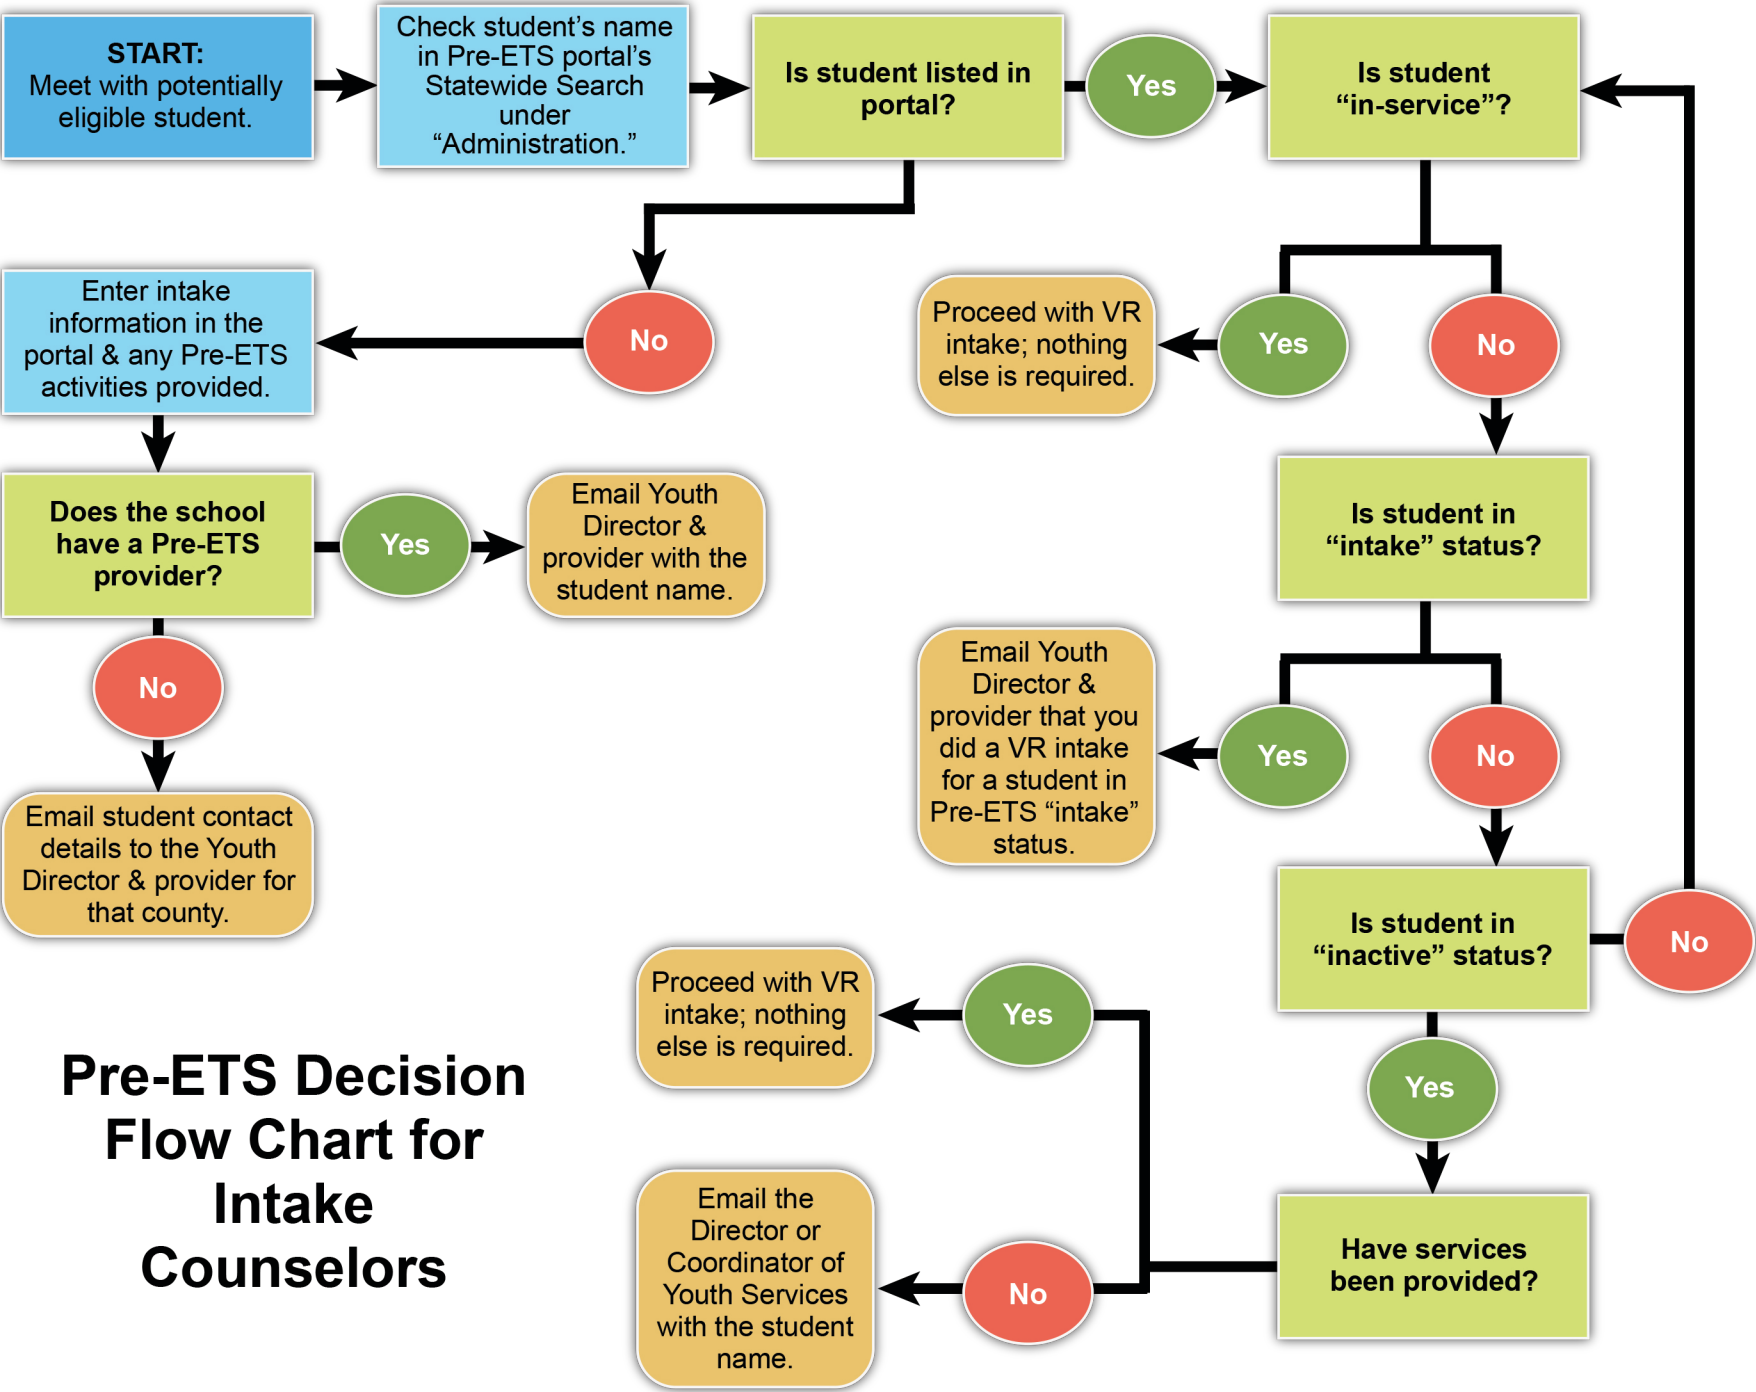 START:
Meet with potentially
eligible student.
Check student’s name
in Pre-ETS portal’s
Statewide Search
under
“Administration.”
Is student listed in
portal?
Yes
Is student
“in-service”?
No
Enter intake
information in the
portal & any Pre-ETS
activities provided.
Does the school
have a Pre-ETS
provider?
Yes
Email Youth
Director &
provider with the
student name.
No
Email student contact
details to the Youth
Director & provider for
that county.
Yes
Proceed with VR
intake; nothing
else is required.
No
Is student in
“intake” status?
Yes
Email Youth
Director &
provider that you
did a VR intake
for a student in
Pre-ETS “intake”
status.
No
Is student in
“inactive” status?
No
Yes
Have services
been provided?
Yes
Proceed with VR
intake; nothing
else is required.
No
Email the
Director or
Coordinator of
Youth Services
with the student
name.
Pre-ETS Decision
Flow Chart for
Intake
Counselors